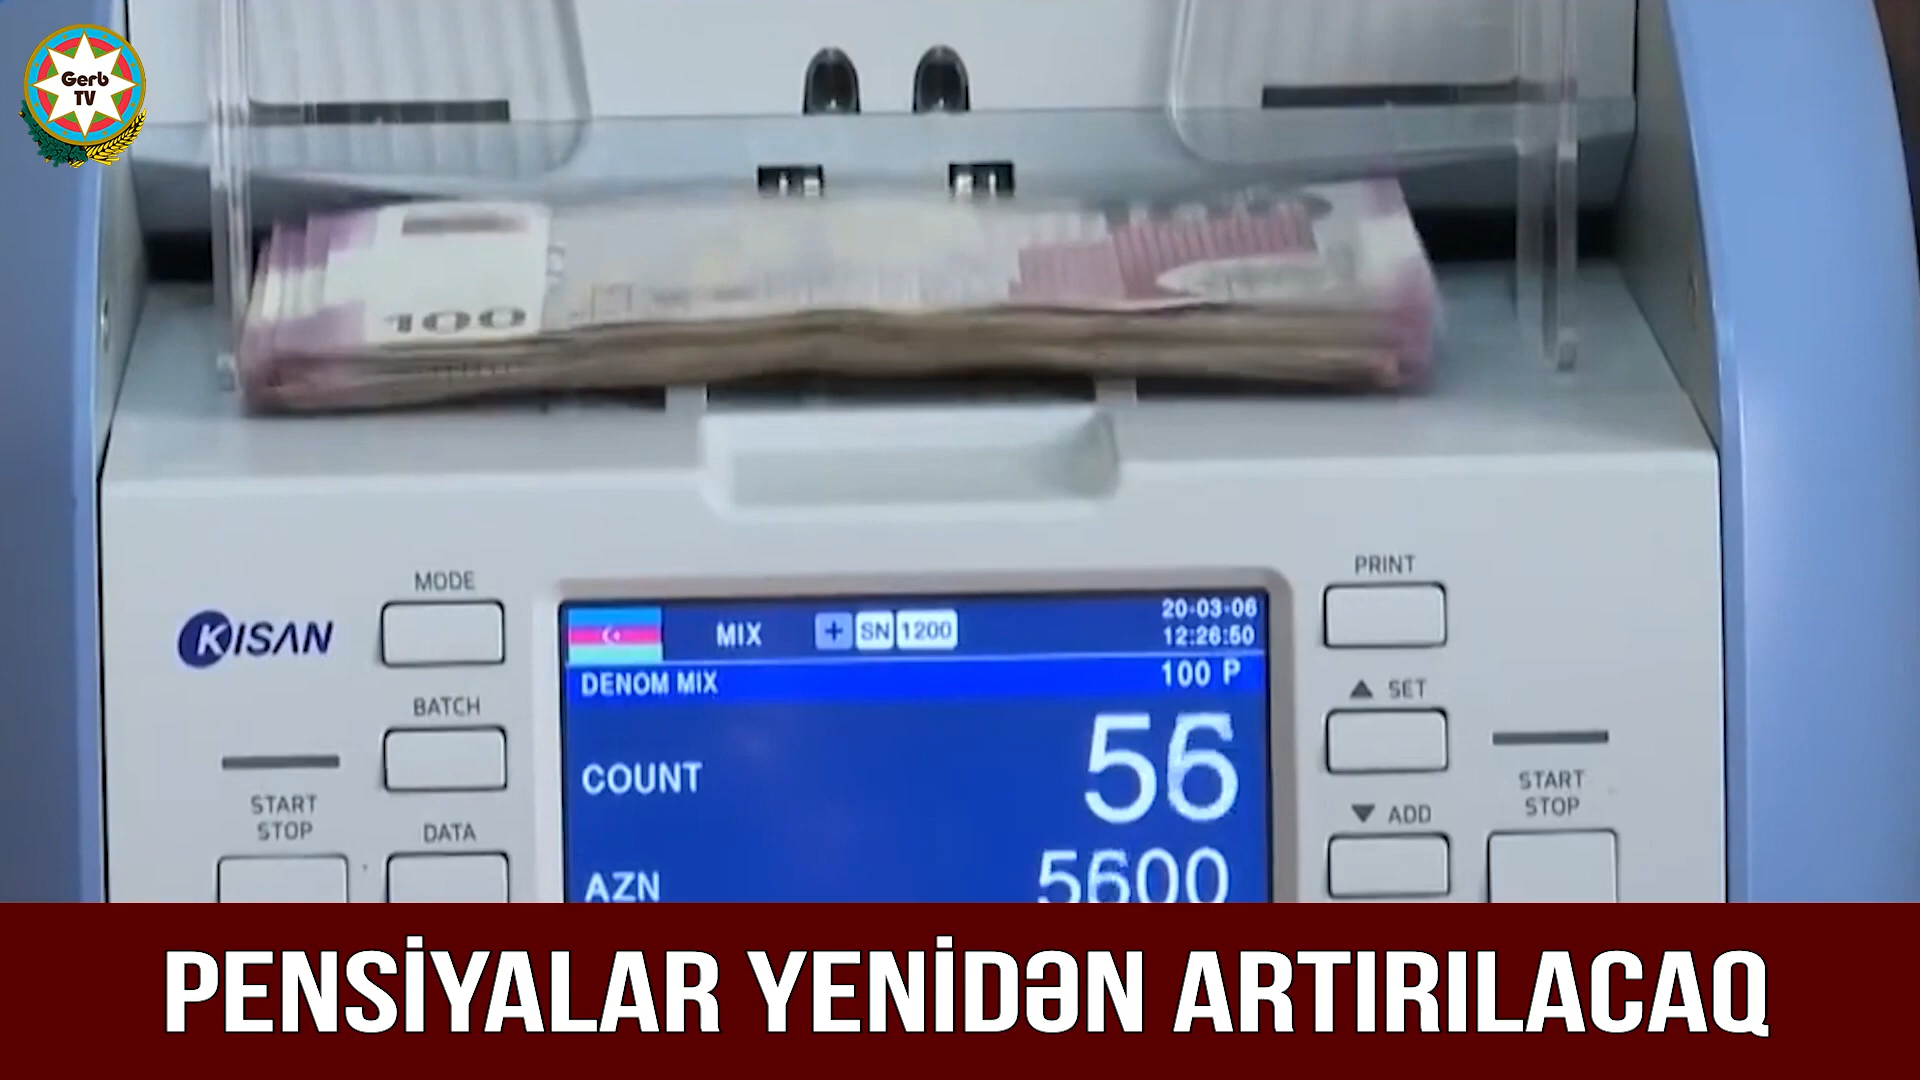 Gerb
TV
100
KISAN
MODE
BATCH
DATA
START
STOP
MIX
+ SN 1200
20-03-06
12:26:50
DENOM MIX
100 P
COUNT
56
AZN
5600
PRINT
▲ SET
▼ ADD
START
STOP
PENSİYALAR YENİDƏN ARTIRILACAQ